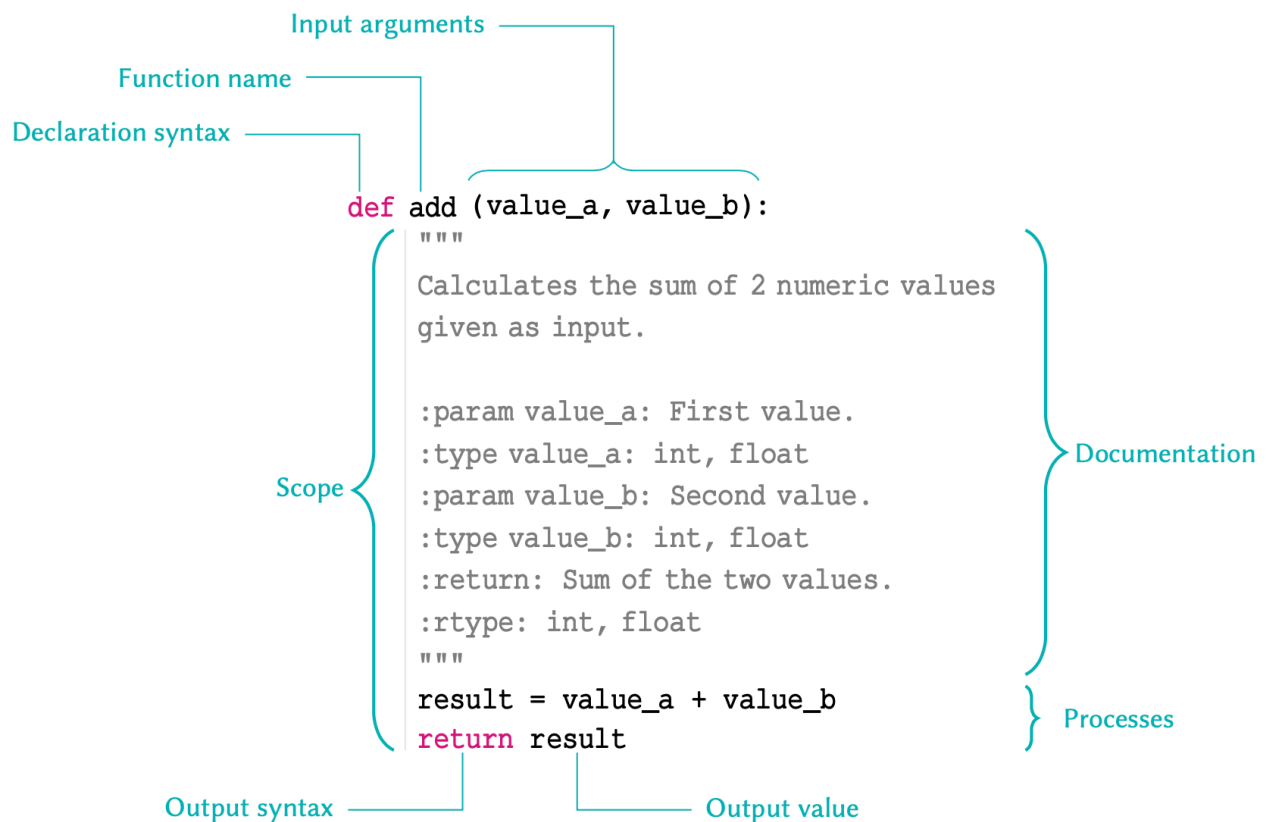 Input arguments
Function name
Declaration syntax
def add (value_a, value_b):
"""
Calculates the sum of 2 numeric values
given as input.
:param value_a: First value.
:type value_a: int, float
Documentation
Scope
:param value_b: Second value.
:type value_b: int, float
:return: Sum of the two values.
:rtype: int, float
"""
result = value_a + value_b
Processes
return result
Output syntax
Output value